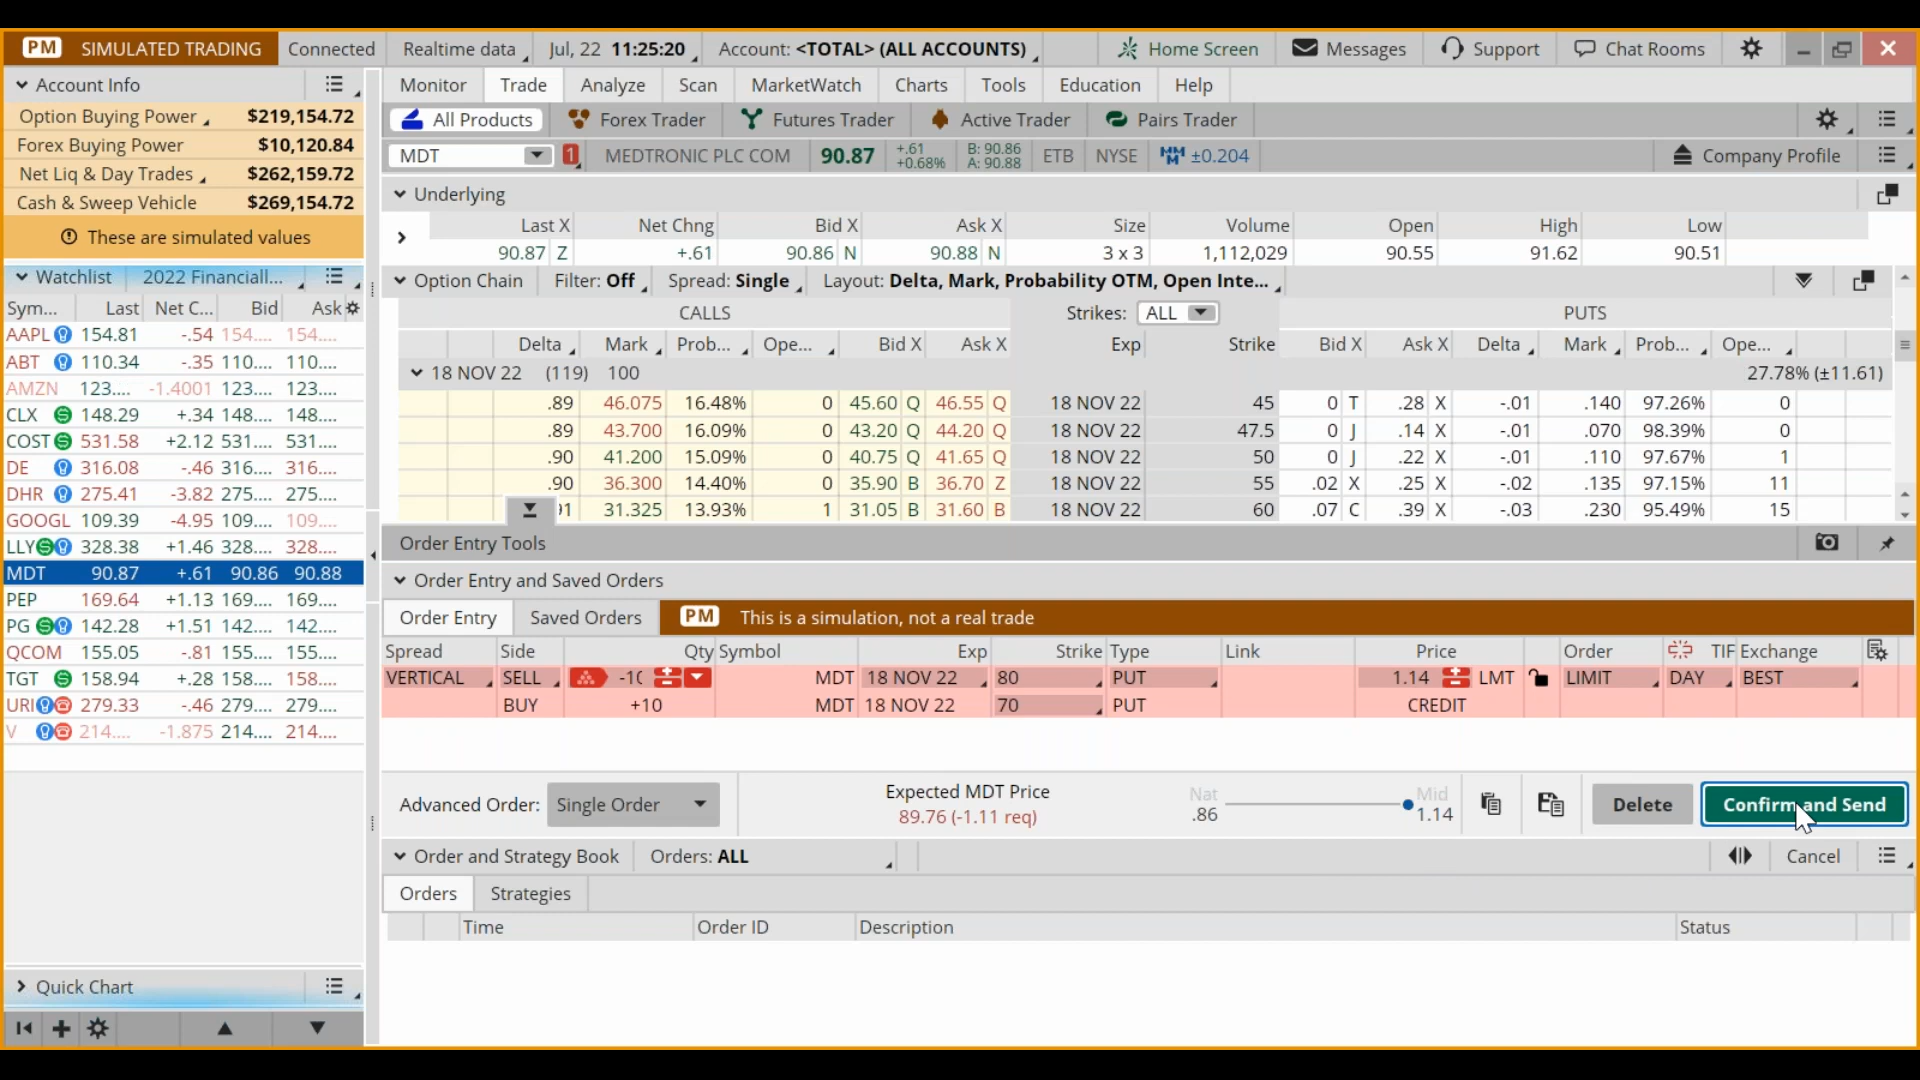 PM SIMULATED TRADING Connected Realtime data Jul, 22 11:25:20 Account: <TOTAL> (ALL ACCOUNTS) Home Screen Messages Support Chat Rooms
Account Info
Option Buying Power $219,154.72
Forex Buying Power $10,120.84
Net Liq & Day Trades $262,159.72
Cash & Sweep Vehicle $269,154.72
These are simulated values
Watchlist 2022 Financiall...
Sym... Last Net C... Bid Ask
AAPL 154.81 -.54 154.... 154....
ABT 110.34 -.35 110.... 110....
AMZN 123.... -1.4001 123.... 123....
CLX 148.29 +.34 148.... 148....
COST 531.58 +2.12 531.... 531....
DE 316.08 -.46 316.... 316....
DHR 275.41 -3.82 275.... 275....
GOOGL 109.39 -4.95 109.... 109....
LLY 328.38 +1.46 328.... 328....
MDT 90.87 +.61 90.86 90.88
PEP 169.64 +1.13 169.... 169....
PG 142.28 +1.51 142.... 142....
QCOM 155.05 -.81 155.... 155....
TGT 158.94 +.28 158.... 158....
URI 279.33 -.46 279.... 279....
V 214.... -1.875 214.... 214....
Quick Chart
Monitor Trade Analyze Scan MarketWatch Charts Tools Education Help
All Products Forex Trader Futures Trader Active Trader Pairs Trader
MDT 1 MEDTRONIC PLC COM 90.87 +.61 +0.68% B: 90.86 A: 90.88 ETB NYSE ±0.204 Company Profile
Underlying
Last X Net Chng Bid X Ask X Size Volume Open High Low
90.87 Z +.61 90.86 N 90.88 N 3 x 3 1,112,029 90.55 91.62 90.51
Option Chain Filter: Off Spread: Single Layout: Delta, Mark, Probability OTM, Open Inte...
CALLS Strikes: ALL PUTS
Delta Mark Prob... Ope... Bid X Ask X Exp Strike Bid X Ask X Delta Mark Prob... Ope...
18 NOV 22 (119) 100 27.78% (±11.61)
.89 46.075 16.48% 0 45.60 Q 46.55 Q 18 NOV 22 45 0 T .28 X -.01 .140 97.26% 0
.89 43.700 16.09% 0 43.20 Q 44.20 Q 18 NOV 22 47.5 0 J .14 X -.01 .070 98.39% 0
.90 41.200 15.09% 0 40.75 Q 41.65 Q 18 NOV 22 50 0 J .22 X -.01 .110 97.67% 1
.90 36.300 14.40% 0 35.90 B 36.70 Z 18 NOV 22 55 .02 X .25 X -.02 .135 97.15% 11
31.325 13.93% 1 31.05 B 31.60 B 18 NOV 22 60 .07 C .39 X -.03 .230 95.49% 15
Order Entry Tools
Order Entry and Saved Orders
Order Entry Saved Orders PM This is a simulation, not a real trade
Spread Side Qty Symbol Exp Strike Type Link Price Order TIF Exchange
VERTICAL SELL MDT 18 NOV 22 80 PUT 1.14 LMT LIMIT DAY BEST
BUY +10 MDT 18 NOV 22 70 PUT CREDIT
Advanced Order: Single Order Expected MDT Price 89.76 (-1.11 req) Nat .86 Mid 1.14 Delete Confirm and Send
Order and Strategy Book Orders: ALL Cancel
Orders Strategies
Time Order ID Description Status